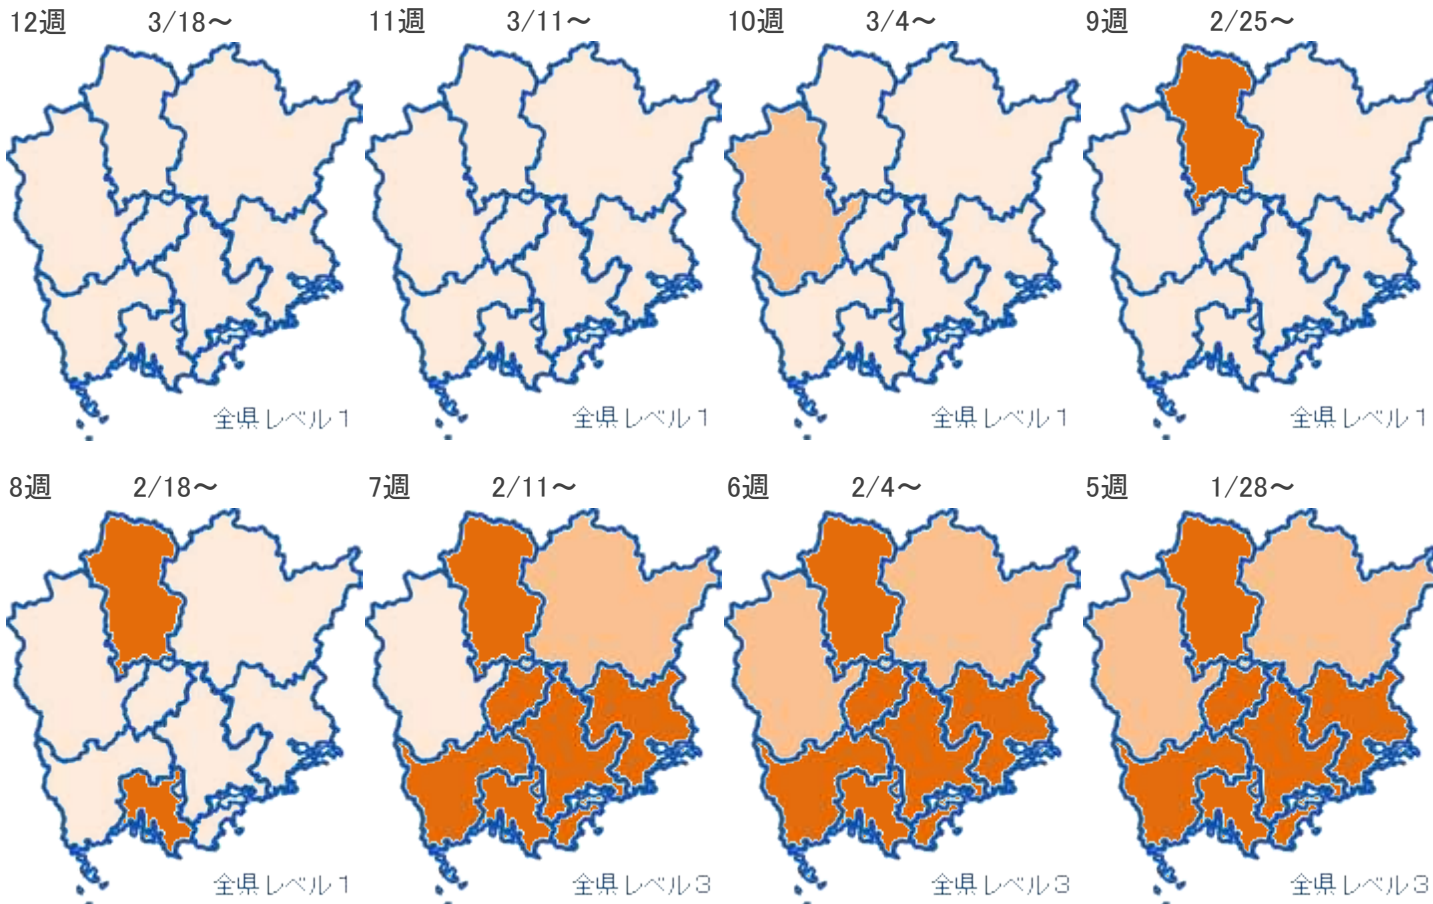 12週 3/18～
11週 3/11～
10週 3/4～
9週 2/25～
全県レベル１
全県レベル１
全県レベル１
全県レベル１
8週 2/18～
7週 2/11～
6週 2/4～
5週 1/28～
全県レベル１
全県レベル３
全県レベル３
全県レベル３